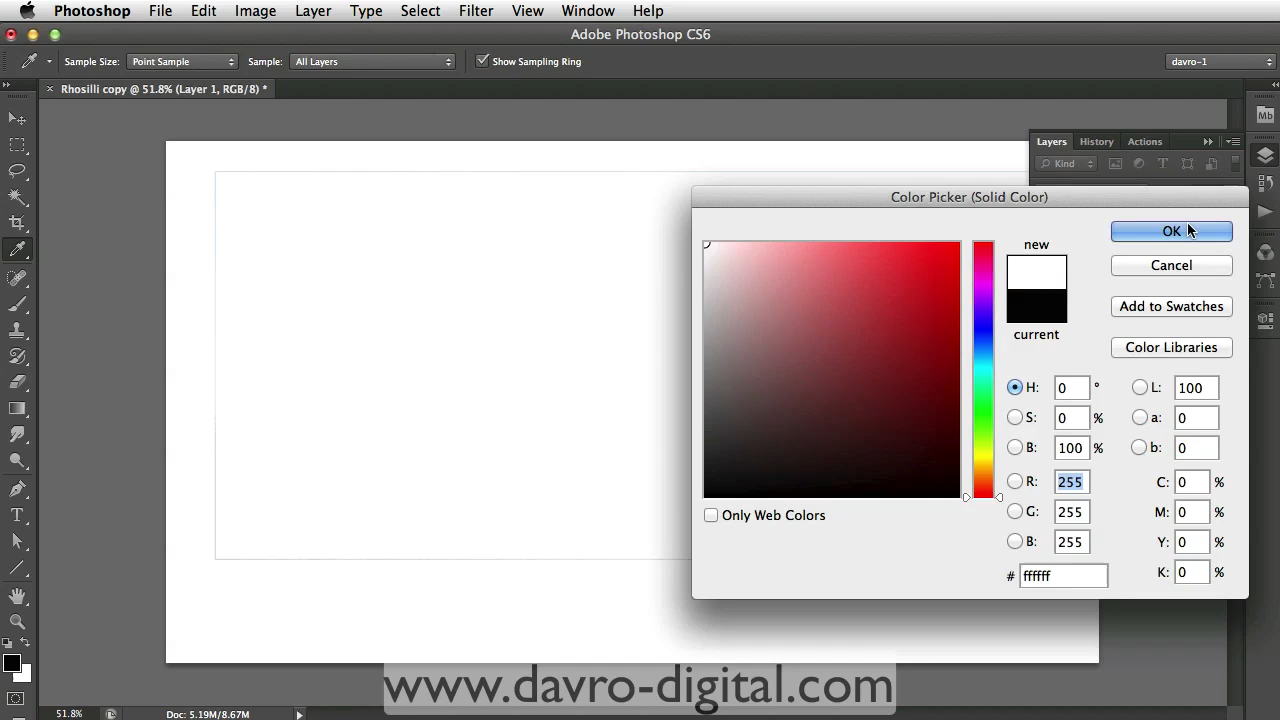 Photoshop File Edit Image Layer Type Select Filter View Window Help
Adobe Photoshop CS6
Sample Size: Point Sample Sample: All Layers Show Sampling Ring davro-1
Rhosilli copy @ 51.8% (Layer 1, RGB/8) *
Mb
Layers History Actions
Kind
Color Picker (Solid Color)
OK
new
Cancel
Add to Swatches
current
Color Libraries
H: 0 ° L: 100
S: 0 % a: 0
B: 100 % b: 0
R: 255 C: 0 %
G: 255 M: 0 %
Only Web Colors
B: 255 Y: 0 %
# ffffff K: 0 %
www.davro-digital.com
51.8% Doc: 5.19M/8.67M